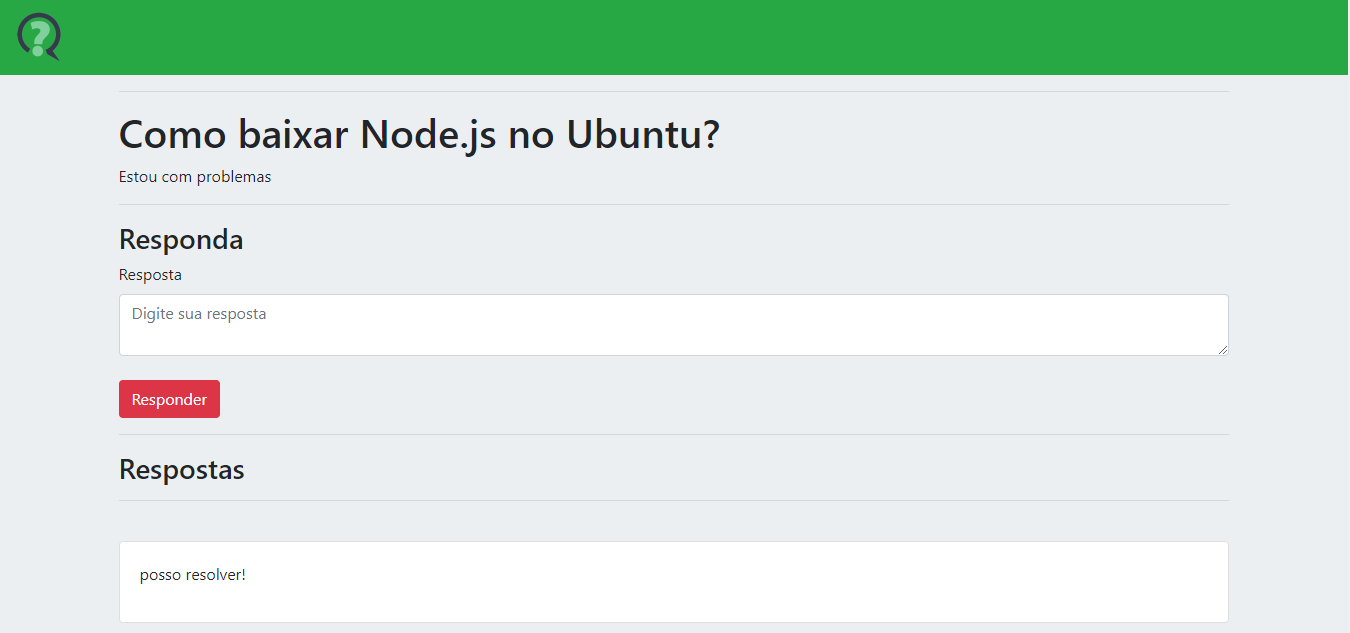 ?
Como baixar Node.js no Ubuntu?
Estou com problemas
Responda
Resposta
Digite sua resposta
Responder
Respostas
posso resolver!